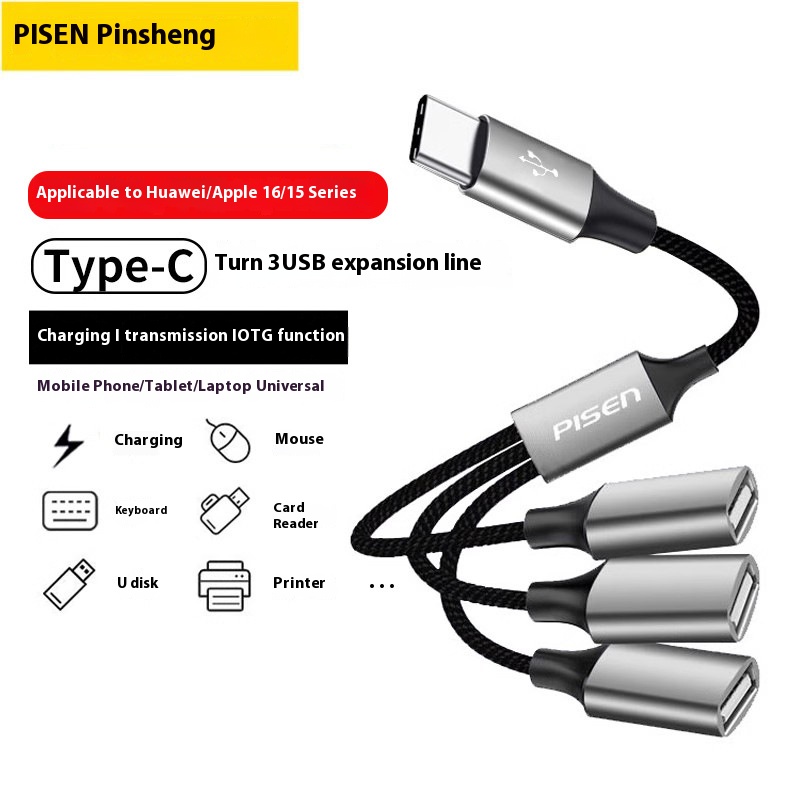 PISEN Pinsheng
Applicable to Huawei/Apple 16/15 Series
Type-C Turn 3USB expansion line
Charging I transmission IOTG function
Mobile Phone/Tablet/Laptop Universal
Charging
Mouse
Keyboard
Card
Reader
U disk
Printer
...
PISEN